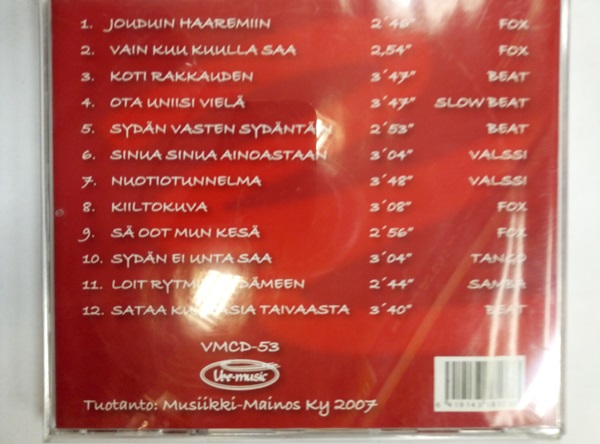 1. JOUDUIN HAAREMIIN 2´46” FOX
2. VAIN KUU KUULLA SAA 2,54” FOX
3. KOTI RAKKAUDEN 3´47” BEAT
4. OTA UNIISI VIELÄ 3´47” SLOW BEAT
5. SYDÄN VASTEN SYDÄNTÄ 2´53” BEAT
6. SINUA SINUA AINOASTAAN 3´04” VALSSI
7. NUOTIOTUNNELMA 3´48” VALSSI
8. KIILTOKUVA 3´08” FOX
9. SÄ OOT MUN KESÄ 2´56” FOX
10. SYDÄN EI UNTA SAA 3´04” TANGO
11. LOIT 2´44” SAMBA
12. SATAA TAIVAASTA 3´40” BEAT
VMCD-53
Tuotanto: Musiikki-Mainos Ky 2007